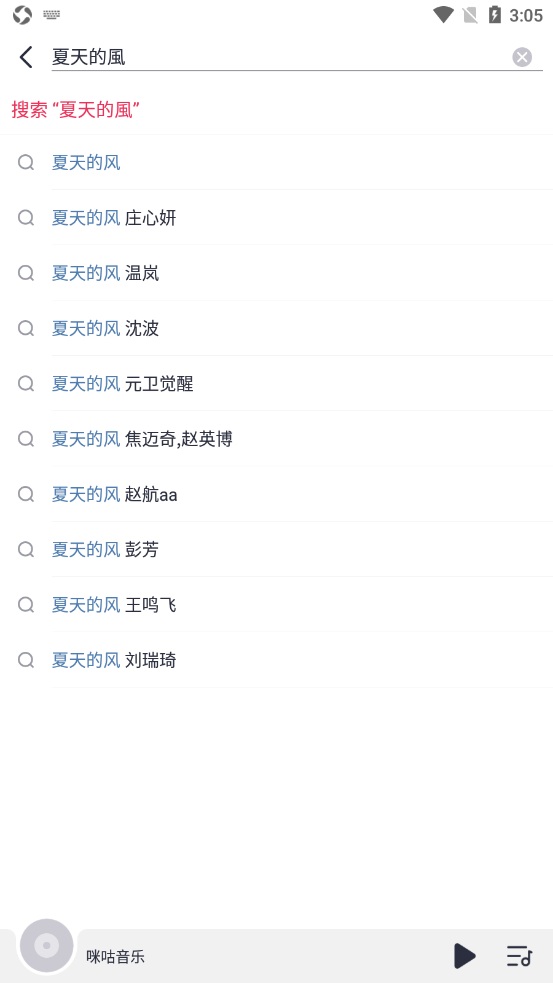 3:05
夏天的風
搜索 “夏天的風”
夏天的风
夏天的风 庄心妍
夏天的风 温岚
夏天的风 沈波
夏天的风 元卫觉醒
夏天的风 焦迈奇,赵英博
夏天的风 赵航aa
夏天的风 彭芳
夏天的风 王鸣飞
夏天的风 刘瑞琦
咪咕音乐